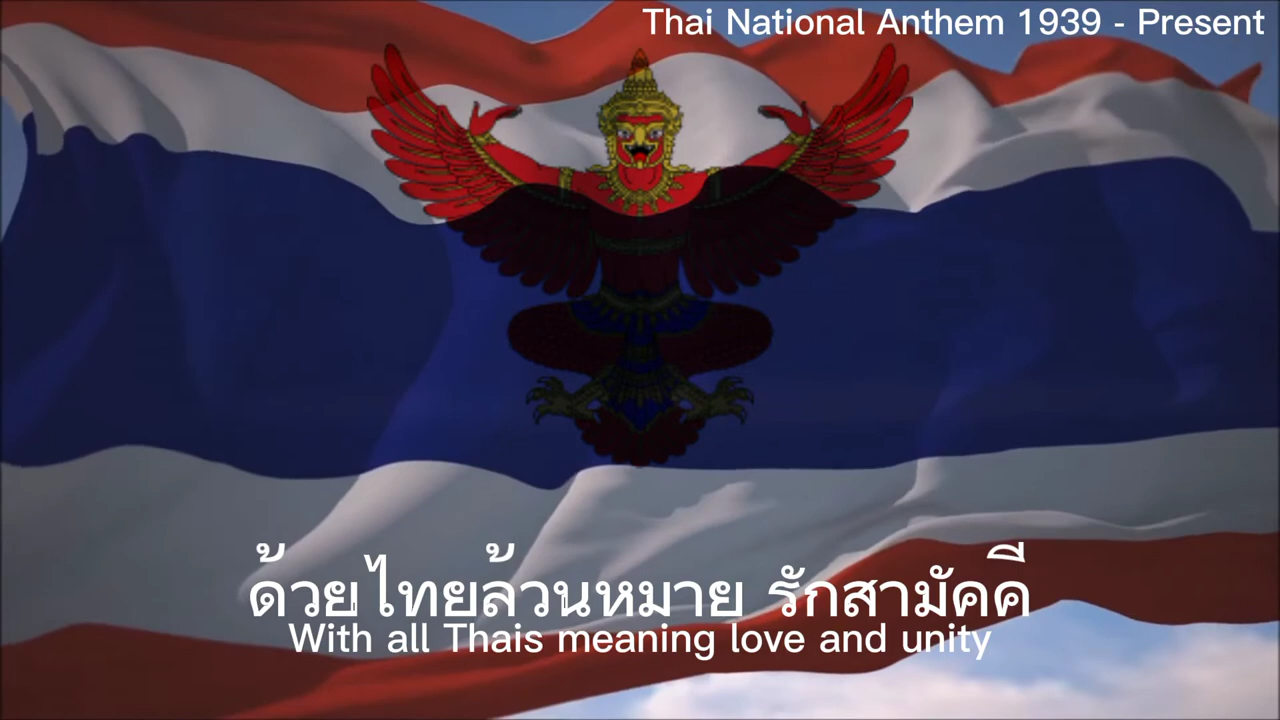 Thai National Anthem 1939 - Present
ด้วยไทยล้วนหมาย รักสามัคคี
With all Thais meaning love and unity